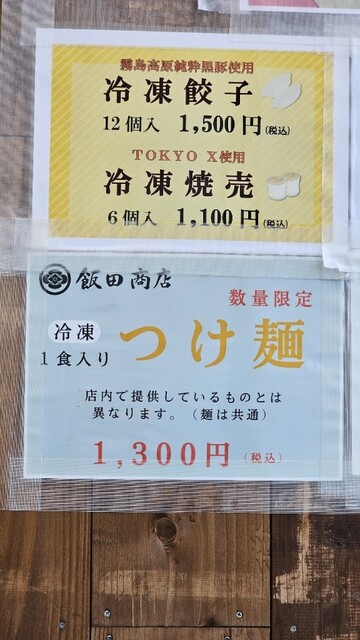 霧島高原純粋黒豚使用
冷凍餃子
12個入 1,500円(税込)
TOKYO X使用
冷凍焼売
6個入 1,100円(税込)
飯田商店
数量限定
冷凍
1食入り
つけ麺
店内で提供しているものとは
異なります。（麺は共通）
1,300円（税込）